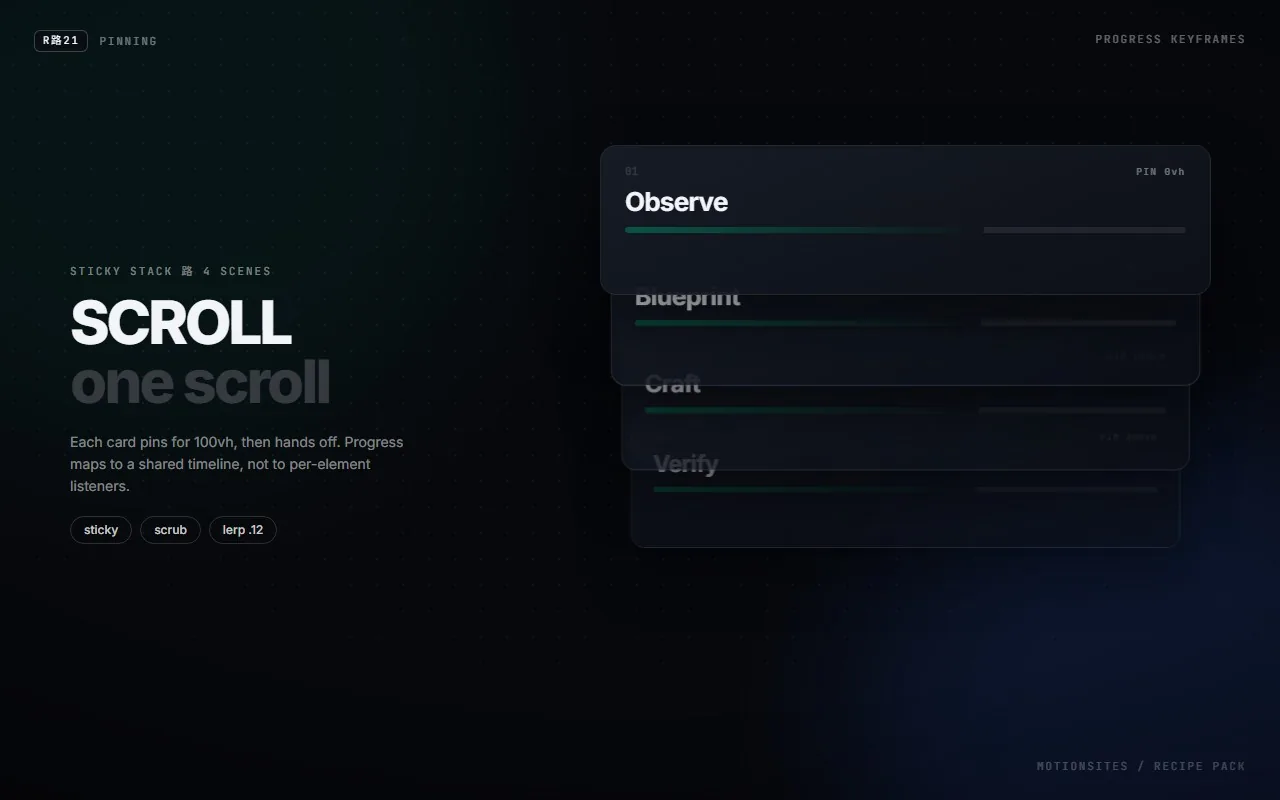 R路21 PINNING
PROGRESS KEYFRAMES
STICKY STACK 路 4 SCENES
SCROLL
one scroll
Each card pins for 100vh, then hands off. Progress
maps to a shared timeline, not to per-element
listeners.
sticky
scrub
lerp .12
01
PIN 0vh
Observe
Blueprint
Craft
Verify
MOTIONSITES / RECIPE PACK